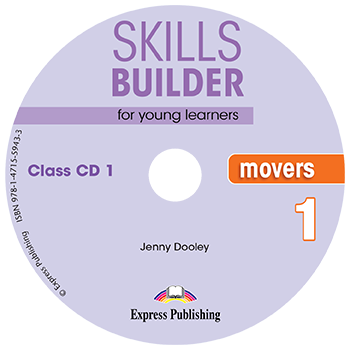 SKILLS
BUILDER
for young learners
Class CD 1
movers
1
Jenny Dooley
Express Publishing
© Express Publishing ISBN 978-1-4715-5943-3